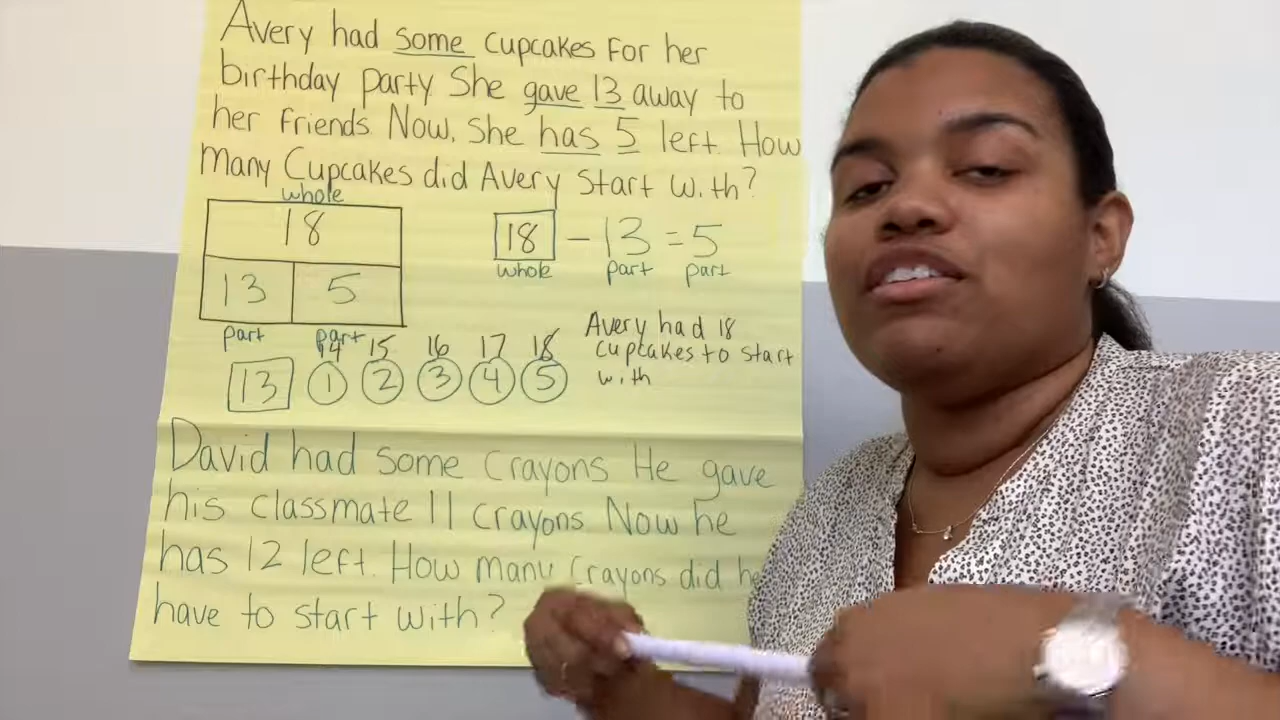 Avery had some cupcakes for her
birthday party She gave 13 away to
her friends Now, She has 5 left. How
many Cupcakes did Avery start with?
whole
18
13 5
part part
18 - 13 = 5
whole part part
14 15 16 17 18
13 1 2 3 4 5
Avery had 18
cupcakes to start
with
David had some crayons He gave
his classmate 11 crayons Now he
has 12 left. How many crayons did he
have to start with?